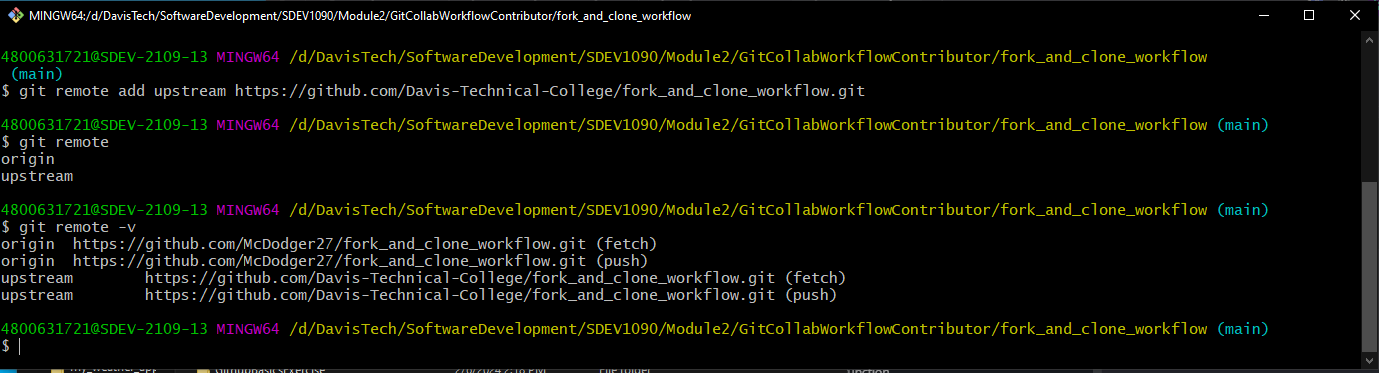 MINGW64:/d/DavisTech/SoftwareDevelopment/SDEV1090/Module2/GitCollabWorkflowContributor/fork_and_clone_workflow
4800631721@SDEV-2109-13 MINGW64 /d/DavisTech/SoftwareDevelopment/SDEV1090/Module2/GitCollabWorkflowContributor/fork_and_clone_workflow
(main)
$ git remote add upstream https://github.com/Davis-Technical-College/fork_and_clone_workflow.git
4800631721@SDEV-2109-13 MINGW64 /d/DavisTech/SoftwareDevelopment/SDEV1090/Module2/GitCollabWorkflowContributor/fork_and_clone_workflow (main)
$ git remote
origin
upstream
4800631721@SDEV-2109-13 MINGW64 /d/DavisTech/SoftwareDevelopment/SDEV1090/Module2/GitCollabWorkflowContributor/fork_and_clone_workflow (main)
$ git remote -v
origin  https://github.com/McDodger27/fork_and_clone_workflow.git (fetch)
origin  https://github.com/McDodger27/fork_and_clone_workflow.git (push)
upstream        https://github.com/Davis-Technical-College/fork_and_clone_workflow.git (fetch)
upstream        https://github.com/Davis-Technical-College/fork_and_clone_workflow.git (push)
4800631721@SDEV-2109-13 MINGW64 /d/DavisTech/SoftwareDevelopment/SDEV1090/Module2/GitCollabWorkflowContributor/fork_and_clone_workflow (main)
$